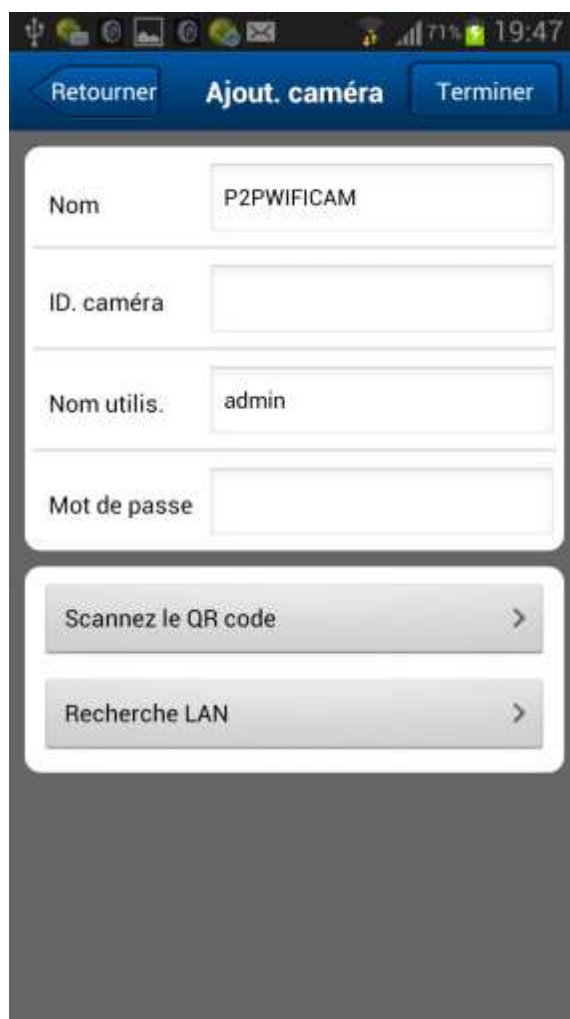 71% 19:47
Retourner Ajout. caméra Terminer
Nom P2PWIFICAM
ID. caméra
Nom utilis. admin
Mot de passe
Scannez le QR code
Recherche LAN